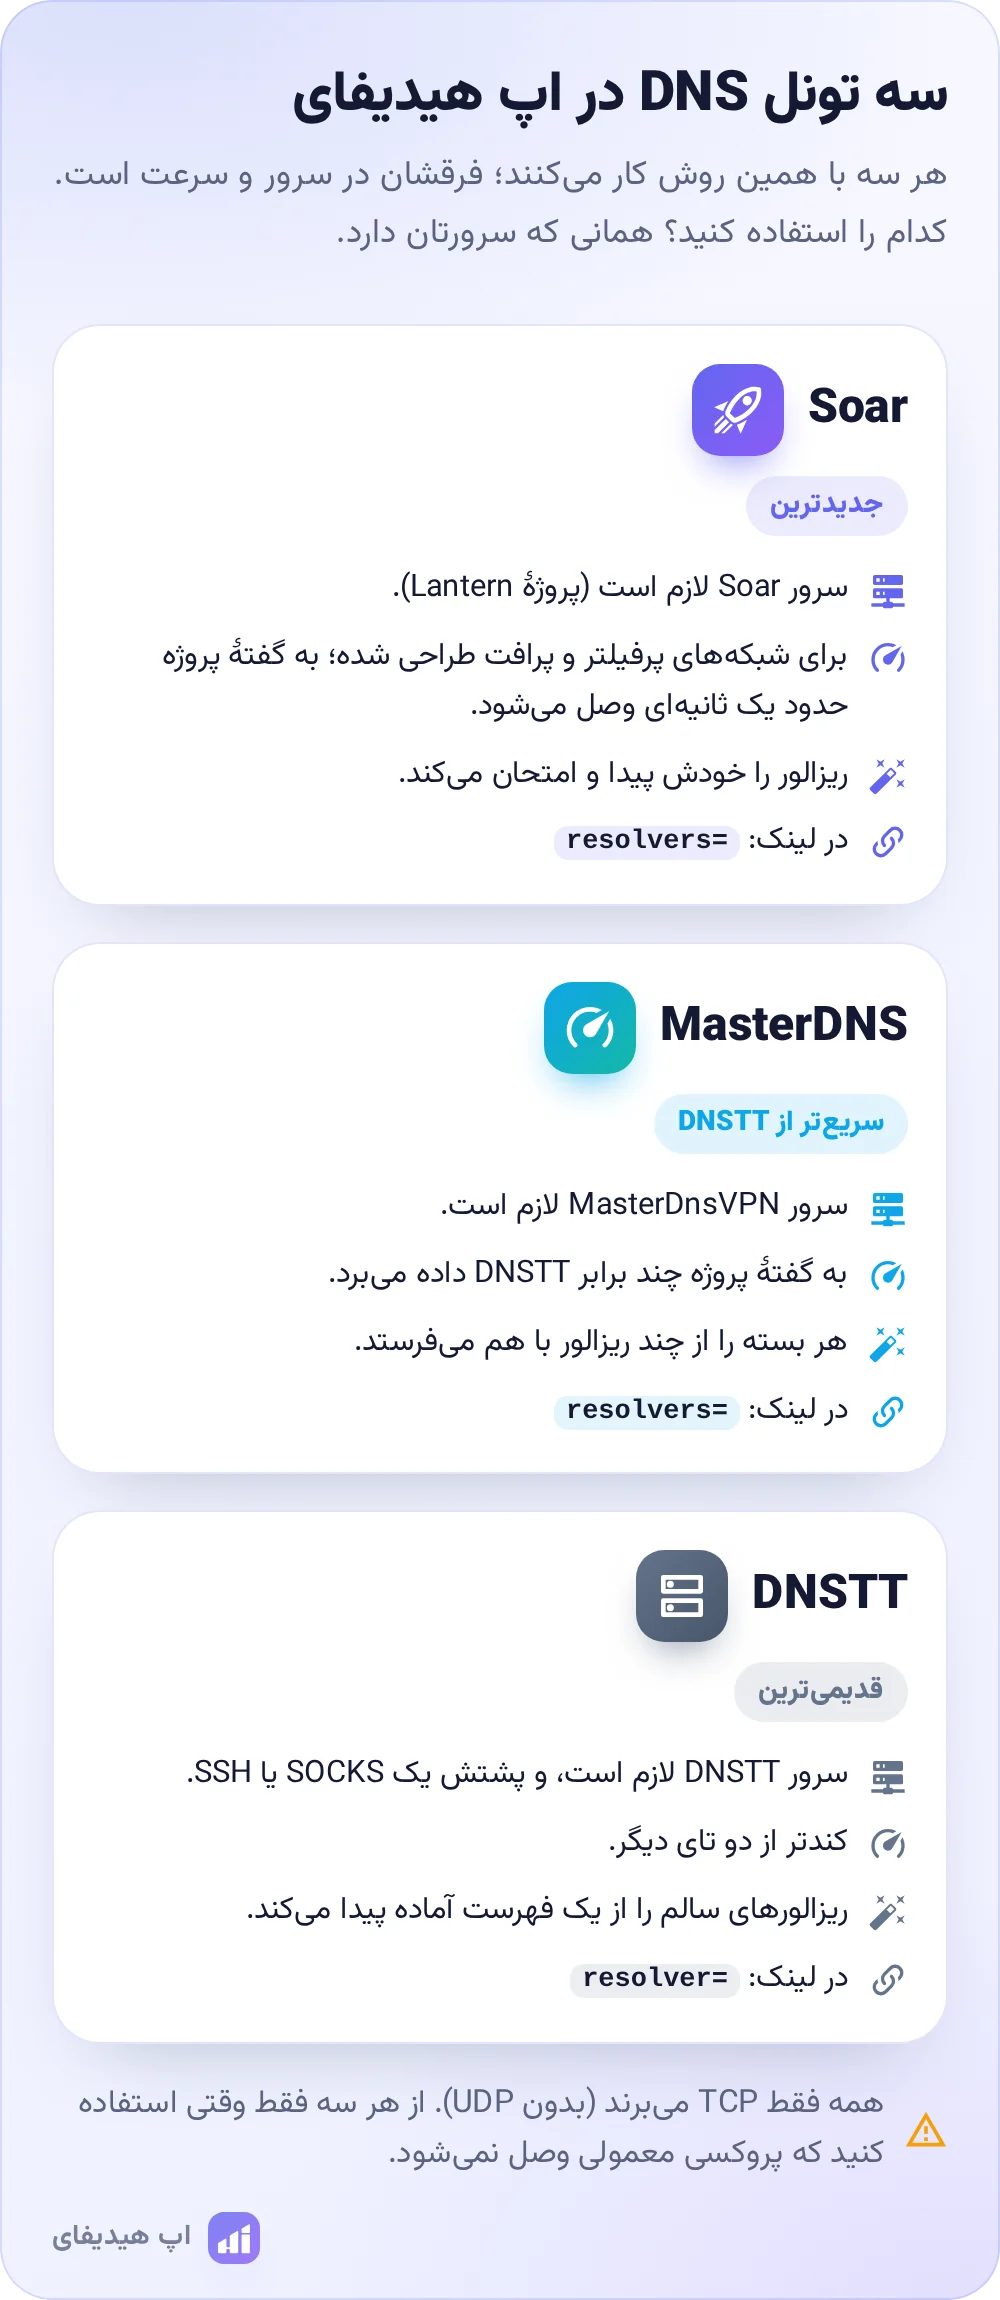 سه تونل DNS در اپ هیدیفای
هر سه با همین روش کار می‌کنند؛ فرقشان در سرور و سرعت است.
کدام را استفاده کنید؟ همانی که سرورتان دارد.
Soar
جدیدترین
سرور Soar لازم است (پروژهٔ Lantern).
برای شبکه‌های پرفیلتر و پرافت طراحی شده؛ به گفتهٔ پروژه
حدود یک ثانیه‌ای وصل می‌شود.
ریزالور را خودش پیدا و امتحان می‌کند.
در لینک: resolvers=
MasterDNS
سریع‌تر از DNSTT
سرور MasterDnsVPN لازم است.
به گفتهٔ پروژه چند برابر DNSTT داده می‌برد.
هر بسته را از چند ریزالور با هم می‌فرستد.
در لینک: resolvers=
DNSTT
قدیمی‌ترین
سرور DNSTT لازم است، و پشتش یک SOCKS یا SSH.
کندتر از دو تای دیگر.
ریزالورهای سالم را از یک فهرست آماده پیدا می‌کند.
در لینک: resolver=
همه فقط TCP می‌برند (بدون UDP). از هر سه فقط وقتی استفاده
کنید که پروکسی معمولی وصل نمی‌شود.
اپ هیدیفای